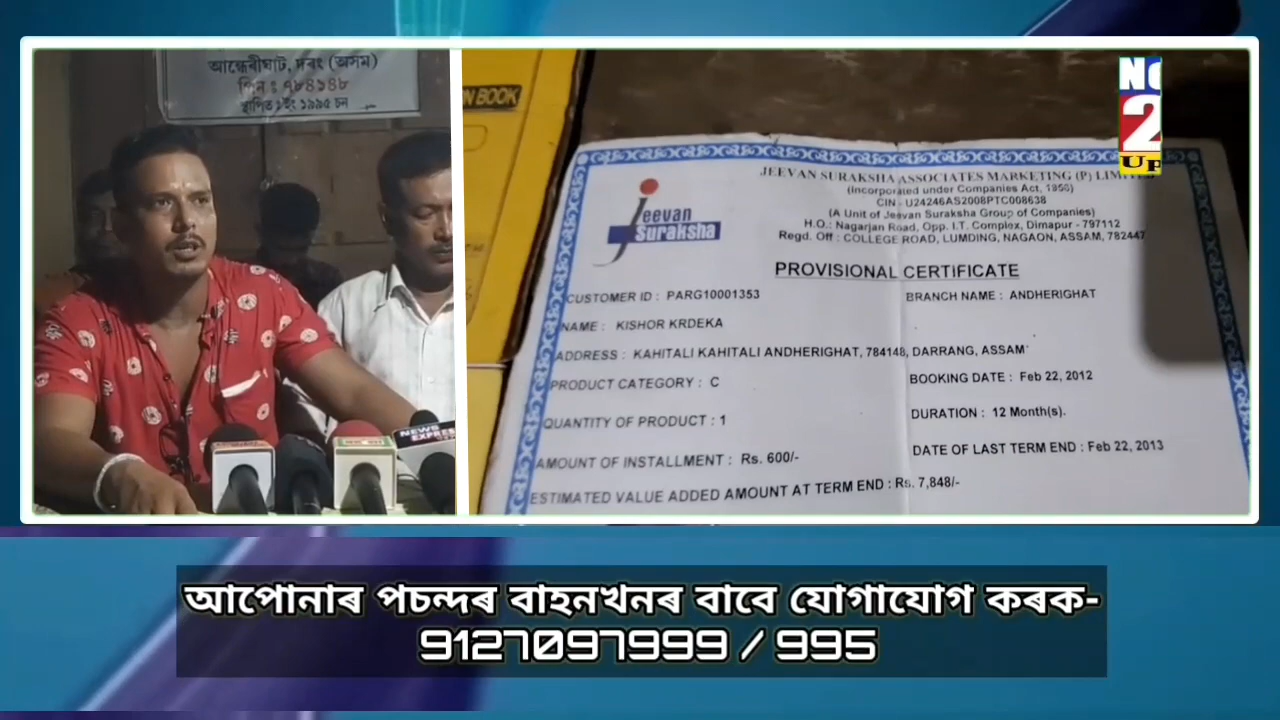 আন্ধেৰীঘাট, দৰং (অসম)
পিন ঃ ৭৮৪১৪৮
স্থাপিত ঃ ইং ১৯৯৫ চন
NEWS
EXPRESS
ON BOOK
NO
2
UP
Jeevan
Suraksha
JEEVAN SURAKSHA ASSOCIATES MARKETING (P) LIMITED
(Incorporated under Companies Act, 1956)
CIN - U24246AS2008PTC008638
(A Unit of Jeevan Suraksha Group of Companies)
H.O.: Nagarjan Road, Opp. I.T. Complex, Dimapur - 797112
Regd. Off : COLLEGE ROAD, LUMDING, NAGAON, ASSAM, 782447
PROVISIONAL CERTIFICATE
CUSTOMER ID : PARG10001353
BRANCH NAME : ANDHERIGHAT
NAME : KISHOR KRDEKA
ADDRESS : KAHITALI KAHITALI ANDHERIGHAT, 784148, DARRANG, ASSAM
PRODUCT CATEGORY : C
BOOKING DATE : Feb 22, 2012
QUANTITY OF PRODUCT : 1
DURATION : 12 Month(s).
AMOUNT OF INSTALLMENT : Rs. 600/-
DATE OF LAST TERM END : Feb 22, 2013
ESTIMATED VALUE ADDED AMOUNT AT TERM END : Rs. 7,848/-
আপোনাৰ পচন্দৰ বাহনখনৰ বাবে যোগাযোগ কৰক-
9127097999 / 995